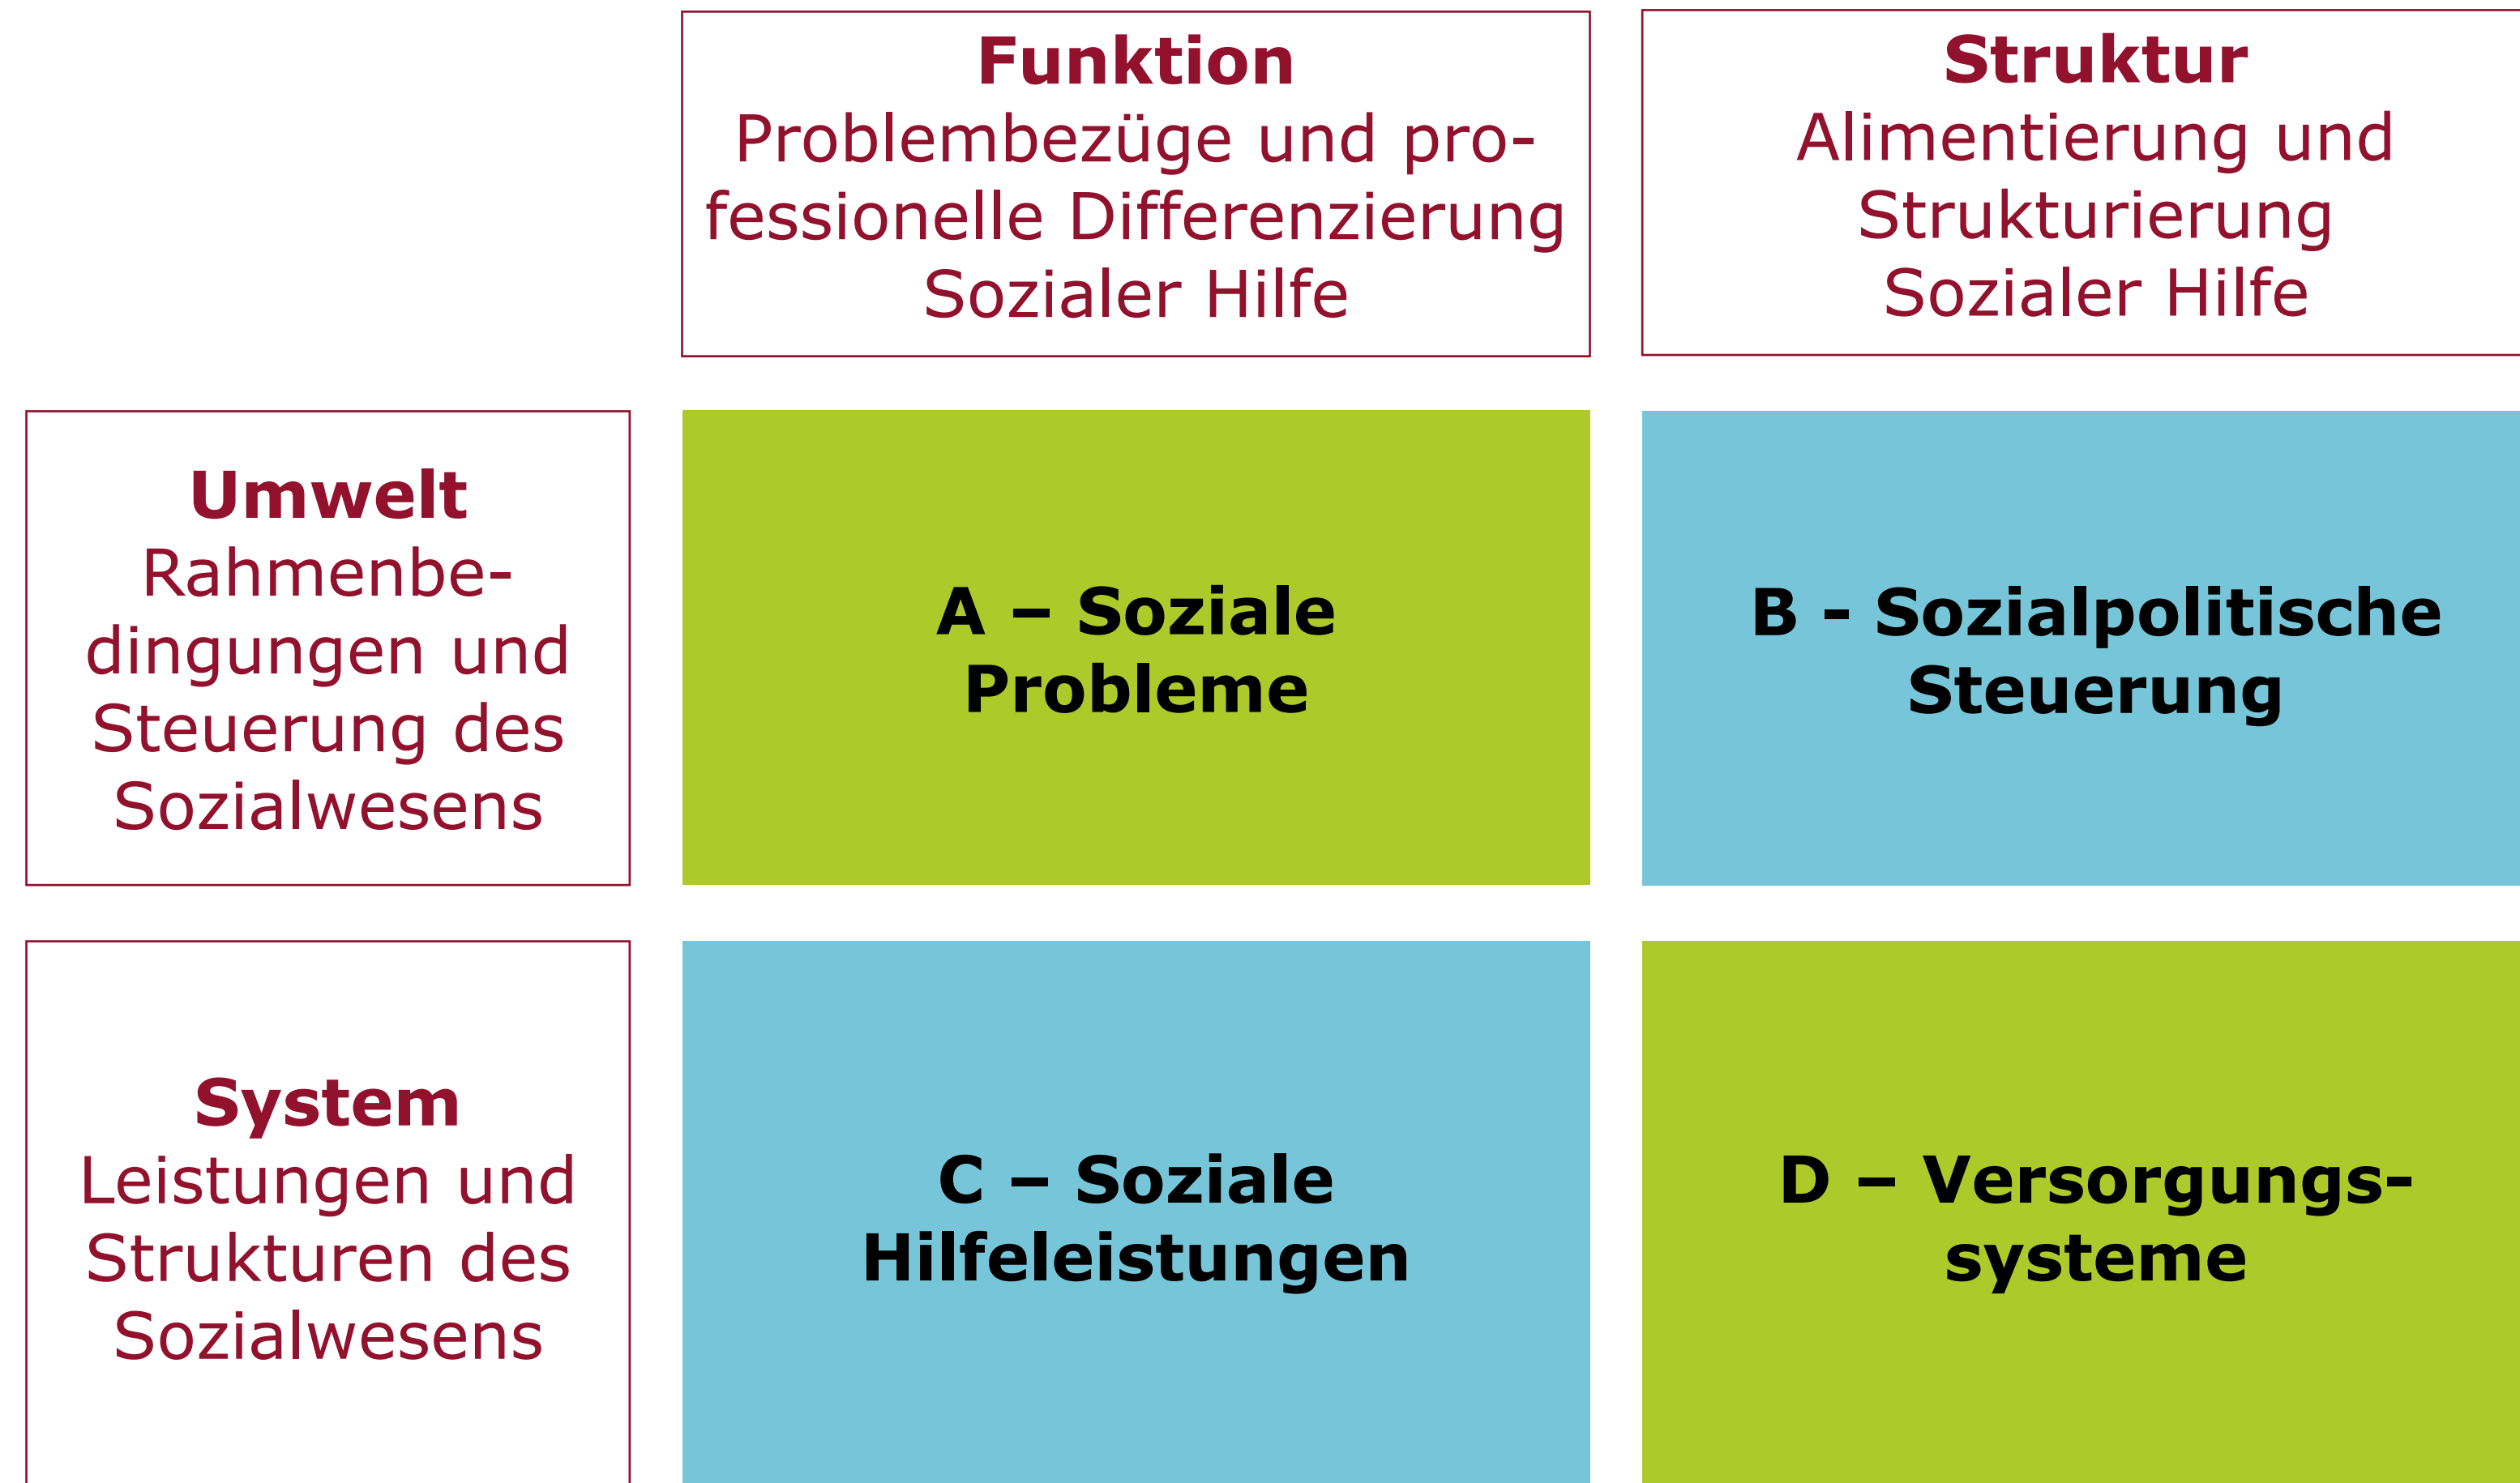 Funktion
Problembezüge und pro-
fessionelle Differenzierung
Sozialer Hilfe
Struktur
Alimentierung und
Strukturierung
Sozialer Hilfe
Umwelt
Rahmenbe-
dingungen und
Steuerung des
Sozialwesens
A – Soziale
Probleme
B - Sozialpolitische
Steuerung
System
Leistungen und
Strukturen des
Sozialwesens
C – Soziale
Hilfeleistungen
D – Versorgungs-
systeme